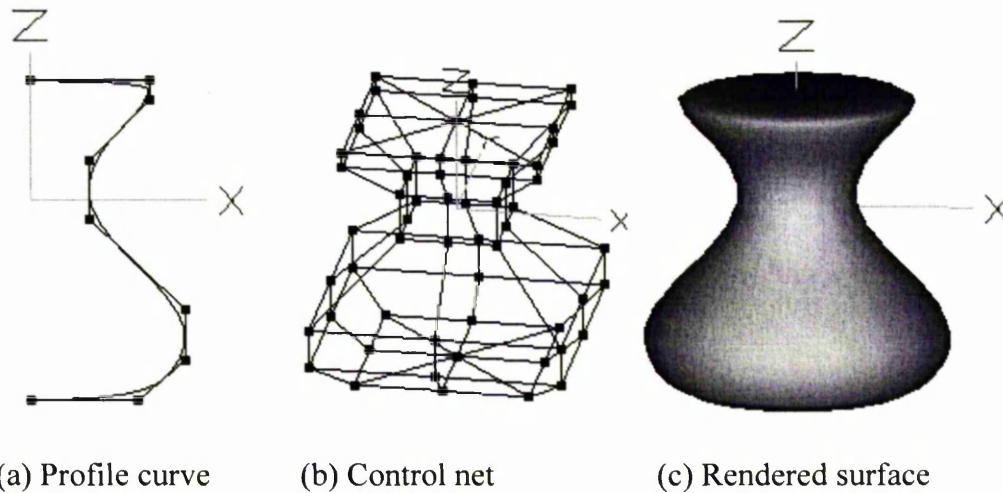 Z
X
Z
Y
X
Z
X
(a) Profile curve
(b) Control net
(c) Rendered surface